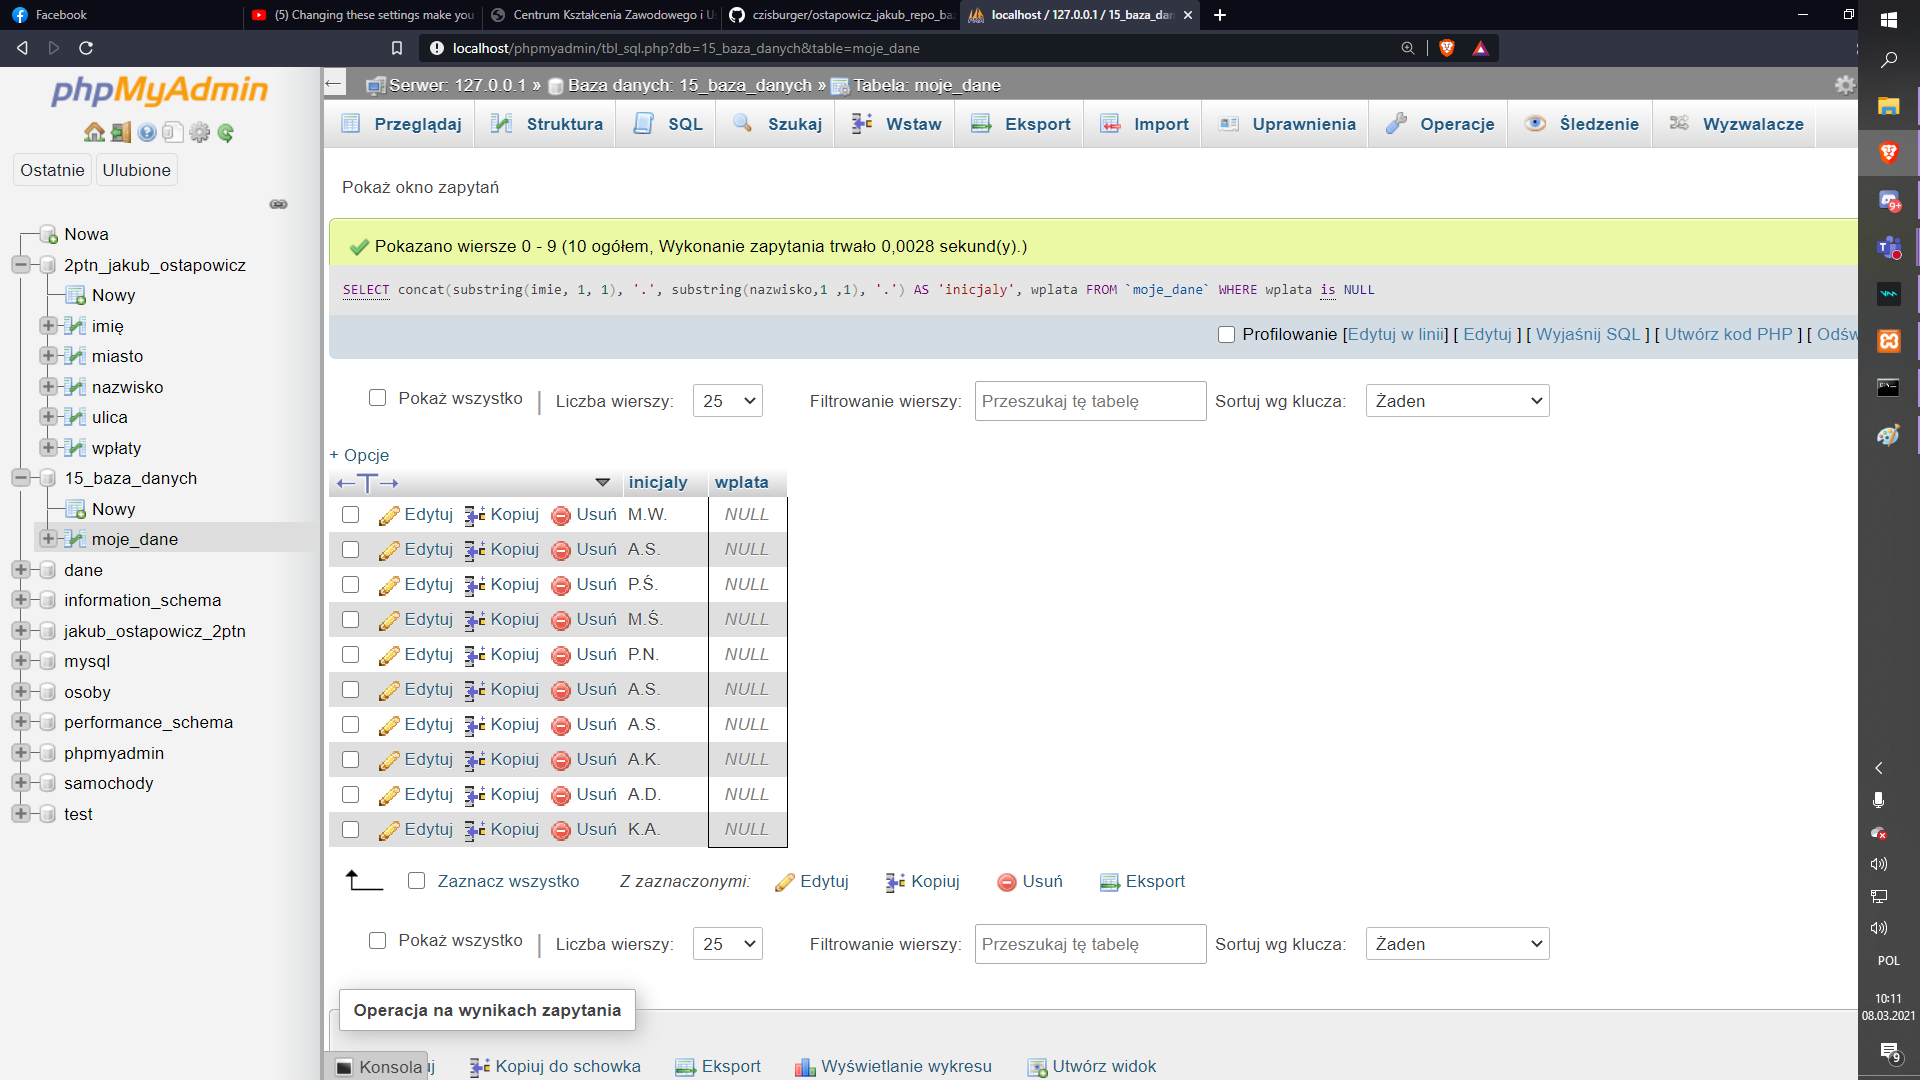 Facebook
(5) Changing these settings make you
Centrum Kształcenia Zawodowego i U
czisburger/ostapowicz_jakub_repo_ba
localhost / 127.0.0.1 / 15_baza_dan
localhost/phpmyadmin/tbl_sql.php?db=15_baza_danych&table=moje_dane
phpMyAdmin
Ostatnie
Ulubione
Nowa
2ptn_jakub_ostapowicz
Nowy
imię
miasto
nazwisko
ulica
wpłaty
15_baza_danych
Nowy
moje_dane
dane
information_schema
jakub_ostapowicz_2ptn
mysql
osoby
performance_schema
phpmyadmin
samochody
test
Serwer: 127.0.0.1 » Baza danych: 15_baza_danych » Tabela: moje_dane
Przeglądaj Struktura SQL Szukaj Wstaw Eksport Import Uprawnienia Operacje Śledzenie Wyzwalacze
Pokaż okno zapytań
Pokazano wiersze 0 - 9 (10 ogółem, Wykonanie zapytania trwało 0,0028 sekund(y).)
SELECT concat(substring(imie, 1, 1), '.', substring(nazwisko,1 ,1), '.') AS 'inicjaly', wplata FROM `moje_dane` WHERE wplata is NULL
Profilowanie [Edytuj w linii] [ Edytuj ] [ Wyjaśnij SQL ] [ Utwórz kod PHP ] [ Odśw
Pokaż wszystko | Liczba wierszy: 25 Filtrowanie wierszy: Przeszukaj tę tabelę Sortuj wg klucza: Żaden
+ Opcje
←T→ inicjaly wplata
Edytuj Kopiuj Usuń M.W. NULL
Edytuj Kopiuj Usuń A.S. NULL
Edytuj Kopiuj Usuń P.Ś. NULL
Edytuj Kopiuj Usuń M.Ś. NULL
Edytuj Kopiuj Usuń P.N. NULL
Edytuj Kopiuj Usuń A.S. NULL
Edytuj Kopiuj Usuń A.S. NULL
Edytuj Kopiuj Usuń A.K. NULL
Edytuj Kopiuj Usuń A.D. NULL
Edytuj Kopiuj Usuń K.A. NULL
Zaznacz wszystko Z zaznaczonymi: Edytuj Kopiuj Usuń Eksport
Pokaż wszystko | Liczba wierszy: 25 Filtrowanie wierszy: Przeszukaj tę tabelę Sortuj wg klucza: Żaden
Operacja na wynikach zapytania
Konsola Kopiuj do schowka Eksport Wyświetlanie wykresu Utwórz widok
9+
POL
10:11
08.03.2021
9